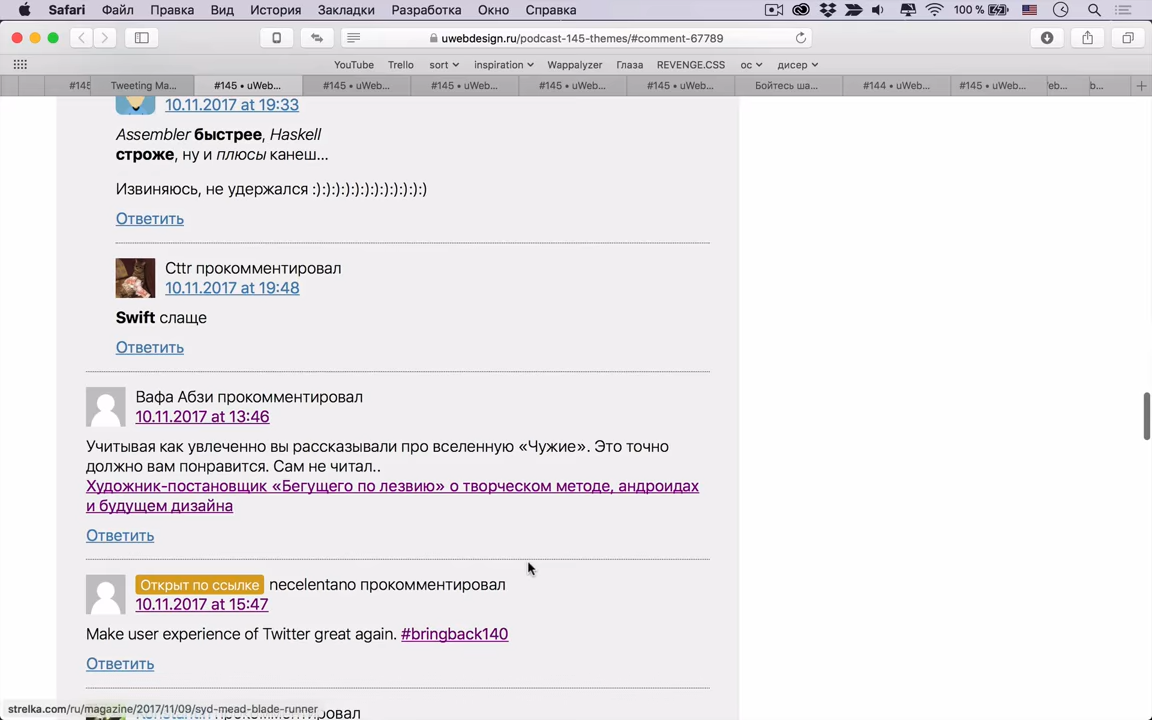 Safari Файл Правка Вид История Закладки Разработка Окно Справка 100 %
uwebdesign.ru/podcast-145-themes/#comment-67789
YouTube Trello sort inspiration Wappalyzer Глаза REVENGE.CSS ос дисер
#145 Tweeting Ma... #145 • uWeb... #145 • uWeb... #145 • uWeb... #145 • uWeb... #145 • uWeb... Бойтесь ша... #144 • uWeb... #145 • uWeb... eb... b...
10.11.2017 at 19:33
Assembler быстрее, Haskell
строже, ну и плюсы канеш...
Извиняюсь, не удержался :):):):):):):):):):):)
Ответить
Cttr прокомментировал
10.11.2017 at 19:48
Swift слаще
Ответить
Вафа Абзи прокомментировал
10.11.2017 at 13:46
Учитывая как увлеченно вы рассказывали про вселенную «Чужие». Это точно
должно вам понравится. Сам не читал..
Художник-постановщик «Бегущего по лезвию» о творческом методе, андроидах
и будущем дизайна
Ответить
Открыт по ссылке necelentano прокомментировал
10.11.2017 at 15:47
Make user experience of Twitter great again. #bringback140
Ответить
strelka.com/ru/magazine/2017/11/09/syd-mead-blade-runner